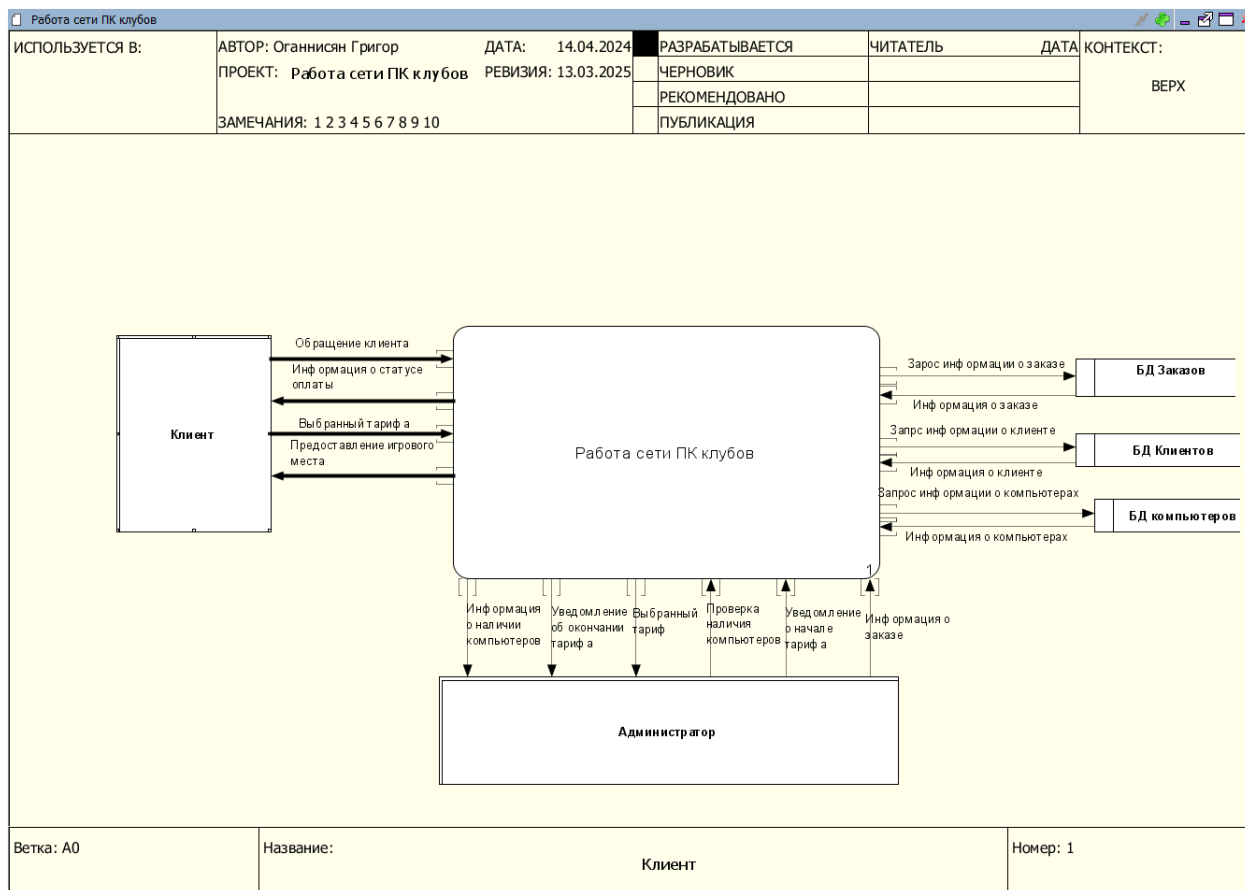 Работа сети ПК клубов
ИСПОЛЬЗУЕТСЯ В:
АВТОР: Оганнисян Григор
ДАТА: 14.04.2024
РАЗРАБАТЫВАЕТСЯ
ЧИТАТЕЛЬ
ДАТА
КОНТЕКСТ:
ПРОЕКТ: Работа сети ПК клубов
РЕВИЗИЯ: 13.03.2025
ЧЕРНОВИК
ВЕРХ
РЕКОМЕНДОВАНО
ЗАМЕЧАНИЯ: 1 2 3 4 5 6 7 8 9 10
ПУБЛИКАЦИЯ
Обращение клиента
Информация о статусе
оплаты
Выбранный тариф а
Предоставление игрового
места
Клиент
Работа сети ПК клубов
1
Зарос информации о заказе
БД Заказов
Информация о заказе
Запрс информации о клиенте
БД Клиентов
Информация о клиенте
Запрос информации о компьютерах
БД компьютеров
Информация о компьютерах
Информация
о наличии
компьютеров
Уведомление
об окончании
тарифа
Выбранный
тариф
Проверка
наличия
компьютеров
Уведомление
о начале
тарифа
Информация о
заказе
Администратор
Ветка: A0
Название:
Клиент
Номер: 1